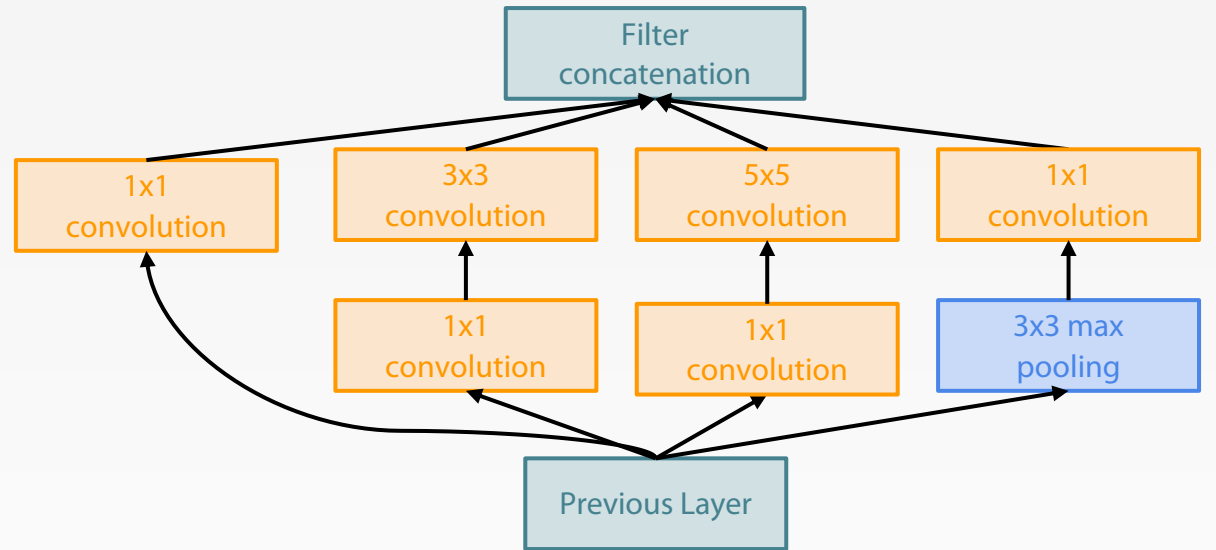 Filter
concatenation
1x1
convolution
3x3
convolution
5x5
convolution
1x1
convolution
1x1
convolution
1x1
convolution
3x3 max
pooling
Previous Layer